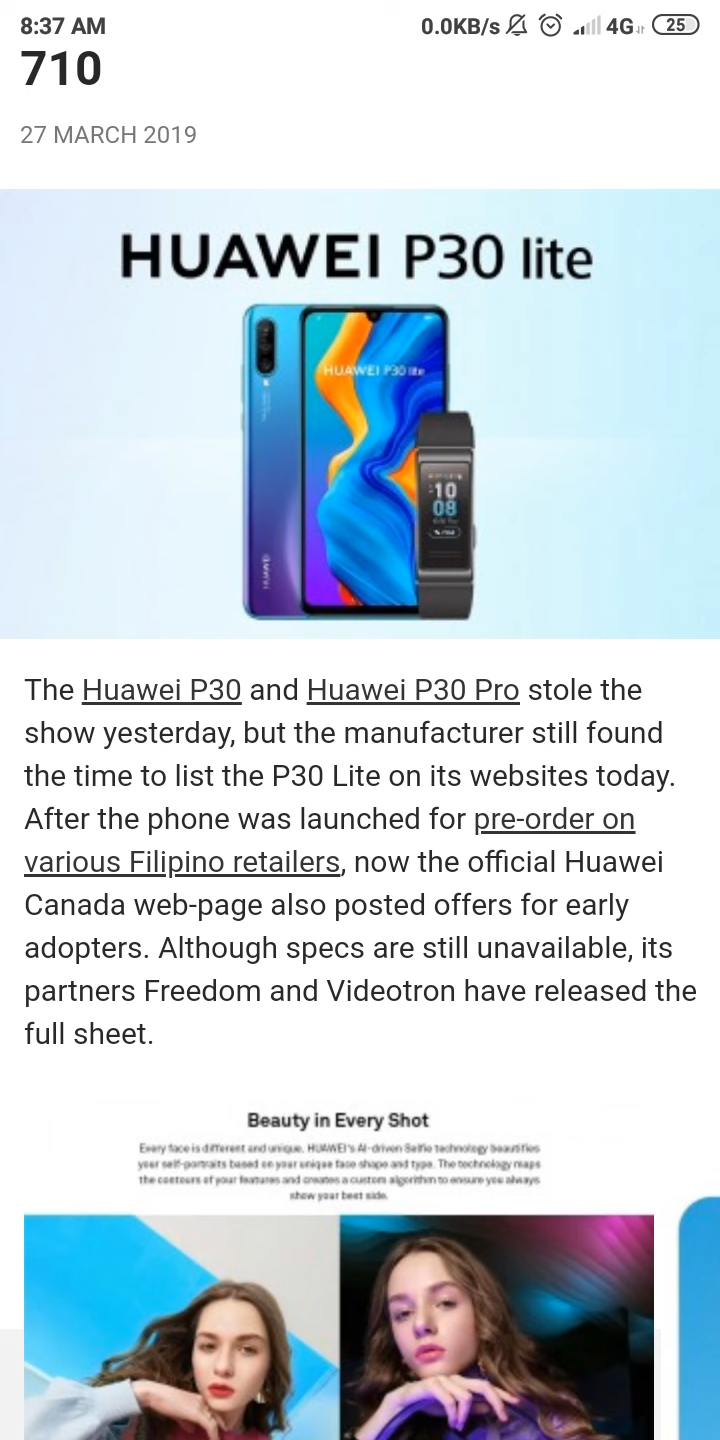 8:37 AM
0.0KB/s 4G 25
710
27 MARCH 2019
HUAWEI P30 lite
HUAWEI P30 lite
10
08
HUAWEI
The Huawei P30 and Huawei P30 Pro stole the
show yesterday, but the manufacturer still found
the time to list the P30 Lite on its websites today.
After the phone was launched for pre-order on
various Filipino retailers, now the official Huawei
Canada web-page also posted offers for early
adopters. Although specs are still unavailable, its
partners Freedom and Videotron have released the
full sheet.
Beauty in Every Shot
Every face is different and unique. HUAWEI's AI-driven Selfie technology beautifies
your self-portraits based on your unique face shape and type. The technology maps
the contours of your features and creates a custom algorithm to ensure you always
show your best side.